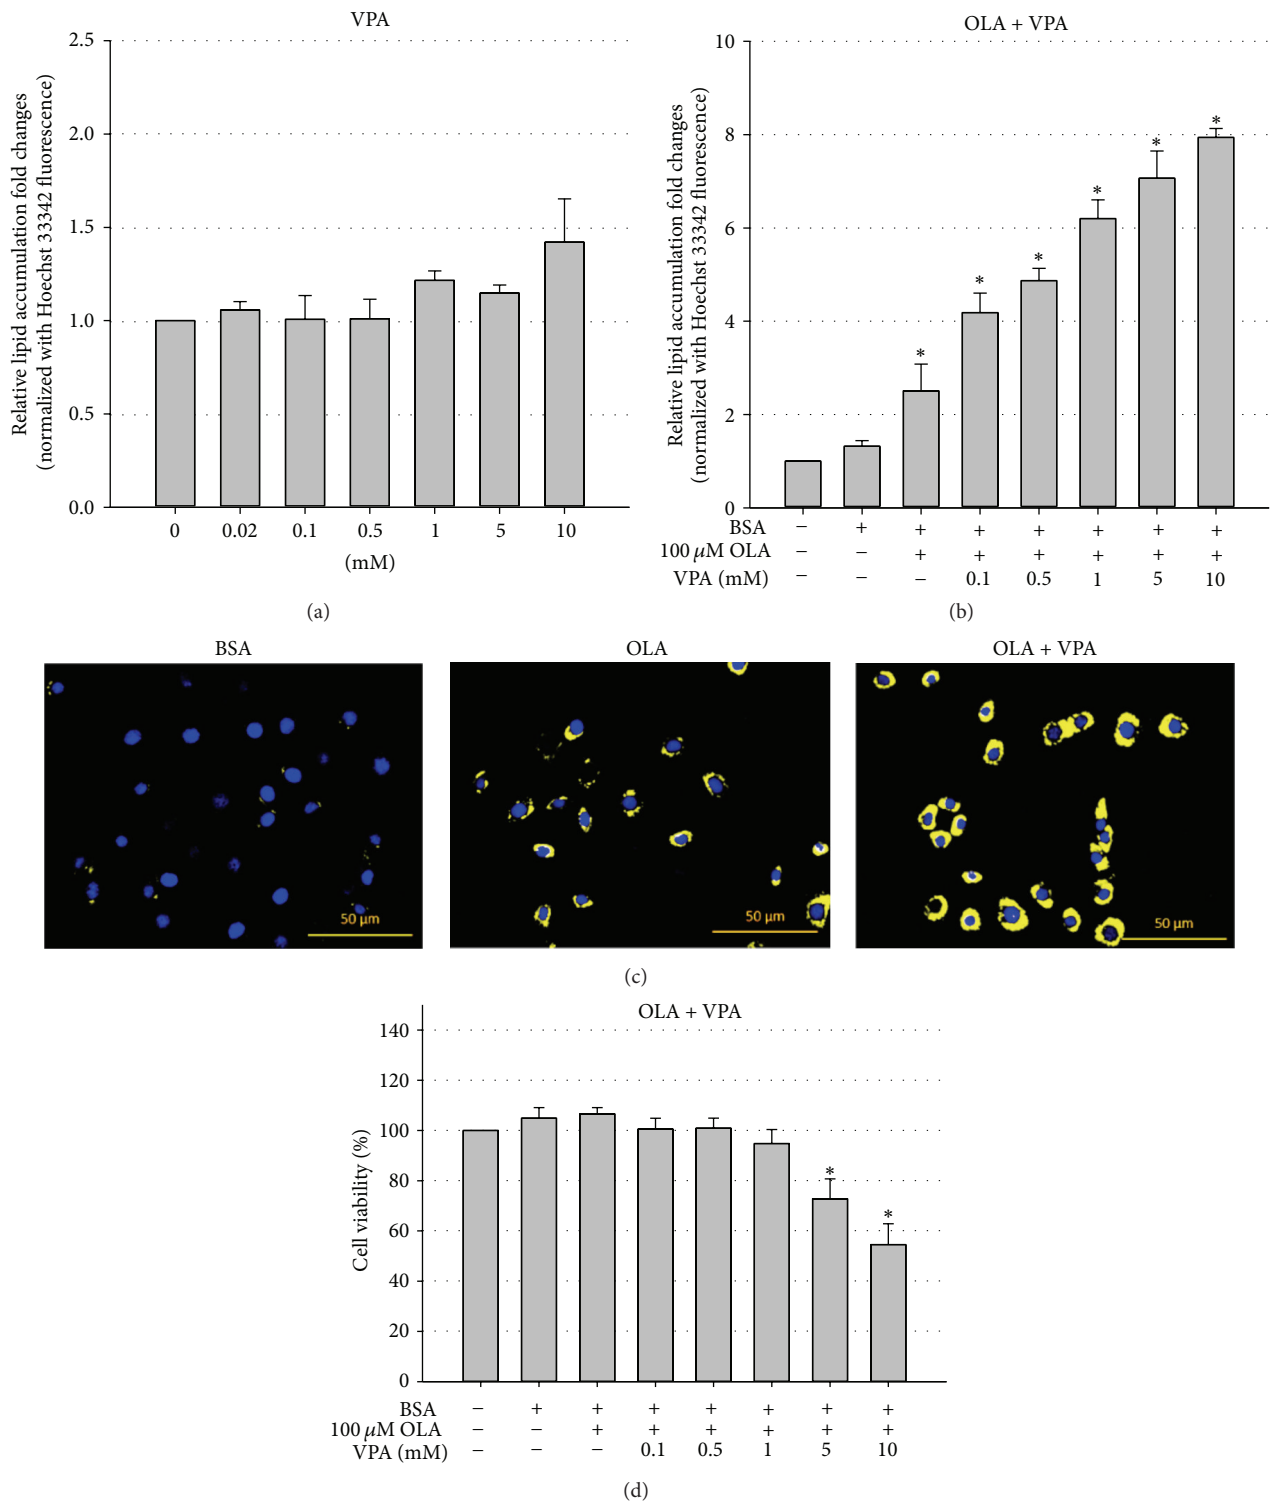 VPA
Relative lipid accumulation fold changes
(normalized with Hoechst 33342 fluorescence)
2.5
2.0
1.5
1.0
0.5
0.0
0 0.02 0.1 0.5 1 5 10
(mM)
(a)
OLA + VPA
Relative lipid accumulation fold changes
(normalized with Hoechst 33342 fluorescence)
10
8
6
4
2
0
* * * * * *
BSA − + + + + + + +
100 μM OLA − − + + + + + +
VPA (mM) − − − 0.1 0.5 1 5 10
(b)
BSA
50 μm
OLA
50 μm
OLA + VPA
50 μm
(c)
OLA + VPA
Cell viability (%)
140
120
100
80
60
40
20
0
* *
BSA − + + + + + + +
100 μM OLA − − + + + + + +
VPA (mM) − − − 0.1 0.5 1 5 10
(d)